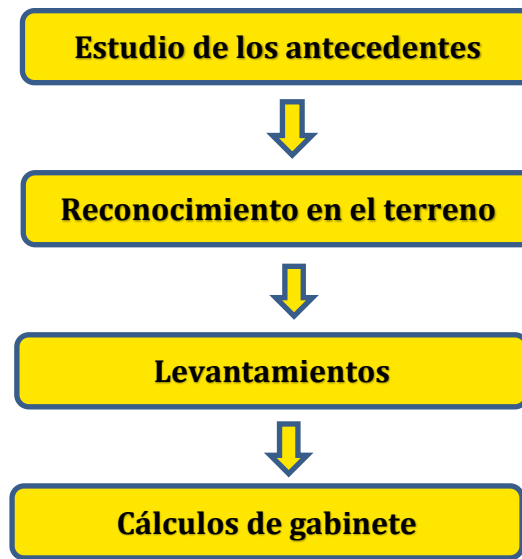 Estudio de los antecedentes
Reconocimiento en el terreno
Levantamientos
Cálculos de gabinete